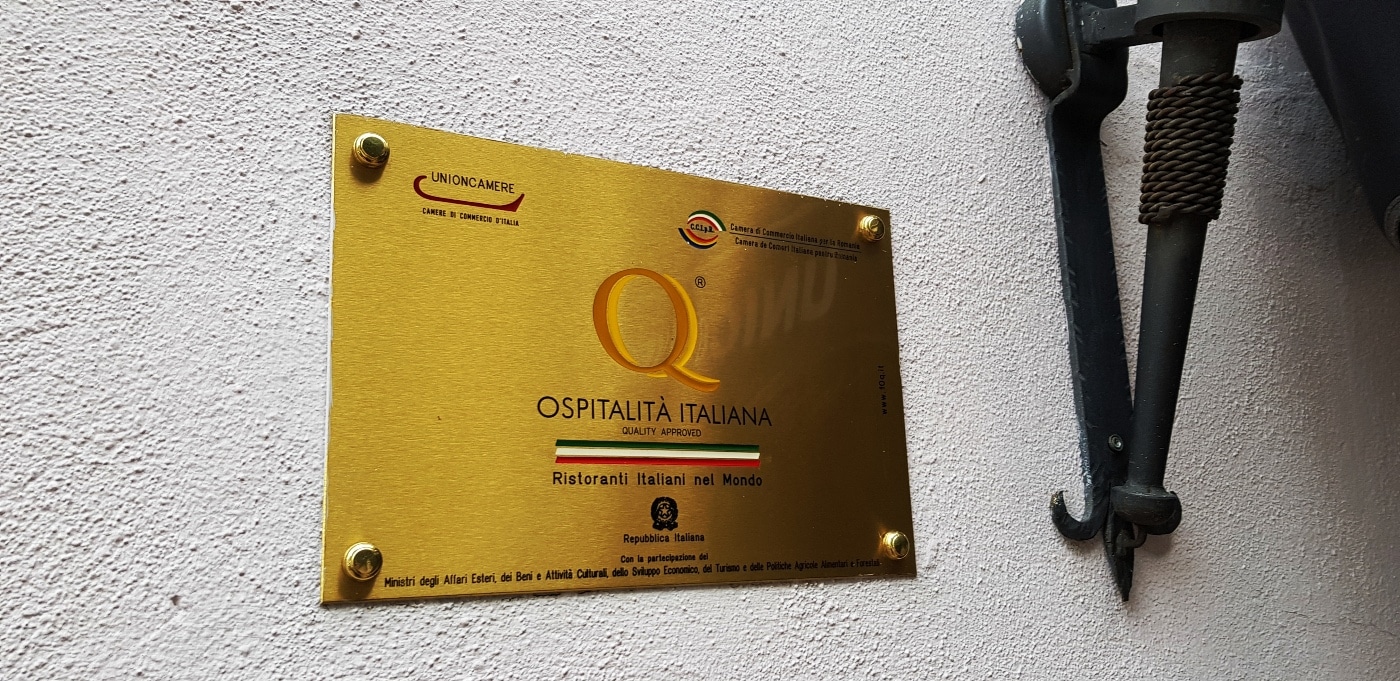 UNIONCAMERE
CAMERE DI COMMERCIO D'ITALIA
C.C.I.p.R.
Camera di Commercio Italiana per la Romania
Camera de Comert Italiana pentru Romania
Q®
OSPITALITÀ ITALIANA
QUALITY APPROVED
Ristoranti Italiani nel Mondo
Repubblica Italiana
Con la partecipazione dei
Ministri degli Affari Esteri, dei Beni e Attività Culturali, dello Sviluppo Economico, del Turismo e delle Politiche Agricole Alimentari e Forestali.